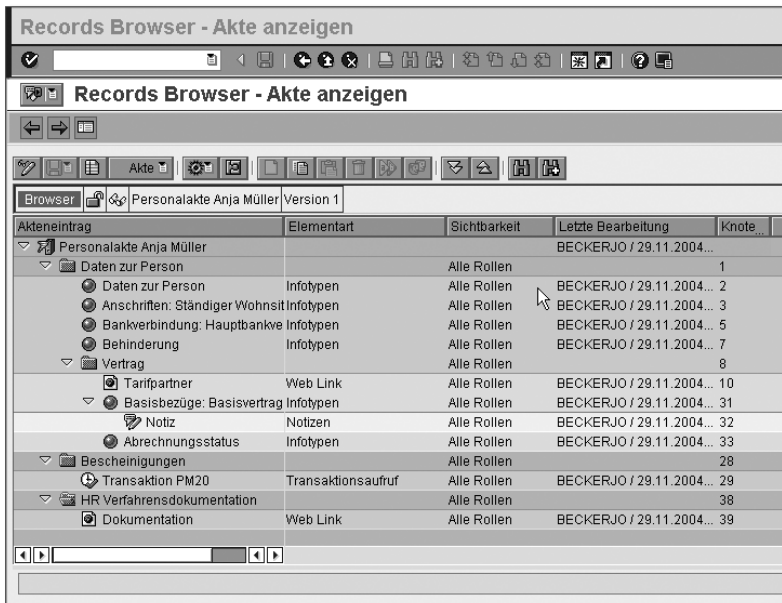 Records Browser - Akte anzeigen
Records Browser - Akte anzeigen
Akte
Browser Personalakte Anja Müller Version 1
Akteneintrag Elementart Sichtbarkeit Letzte Bearbeitung Knote...
Personalakte Anja Müller BECKERJO / 29.11.2004...
Daten zur Person Alle Rollen 1
Daten zur Person Infotypen Alle Rollen BECKERJO / 29.11.2004... 2
Anschriften: Ständiger Wohnsit Infotypen Alle Rollen BECKERJO / 29.11.2004... 3
Bankverbindung: Hauptbankve Infotypen Alle Rollen BECKERJO / 29.11.2004... 5
Behinderung Infotypen Alle Rollen BECKERJO / 29.11.2004... 7
Vertrag Alle Rollen 8
Tarifpartner Web Link Alle Rollen BECKERJO / 29.11.2004... 10
Basisbezüge: Basisvertrag Infotypen Alle Rollen BECKERJO / 29.11.2004... 31
Notiz Notizen Alle Rollen BECKERJO / 29.11.2004... 32
Abrechnungsstatus Infotypen Alle Rollen BECKERJO / 29.11.2004... 33
Bescheinigungen Alle Rollen 28
Transaktion PM20 Transaktionsaufruf Alle Rollen BECKERJO / 29.11.2004... 29
HR Verfahrensdokumentation Alle Rollen 38
Dokumentation Web Link Alle Rollen BECKERJO / 29.11.2004... 39